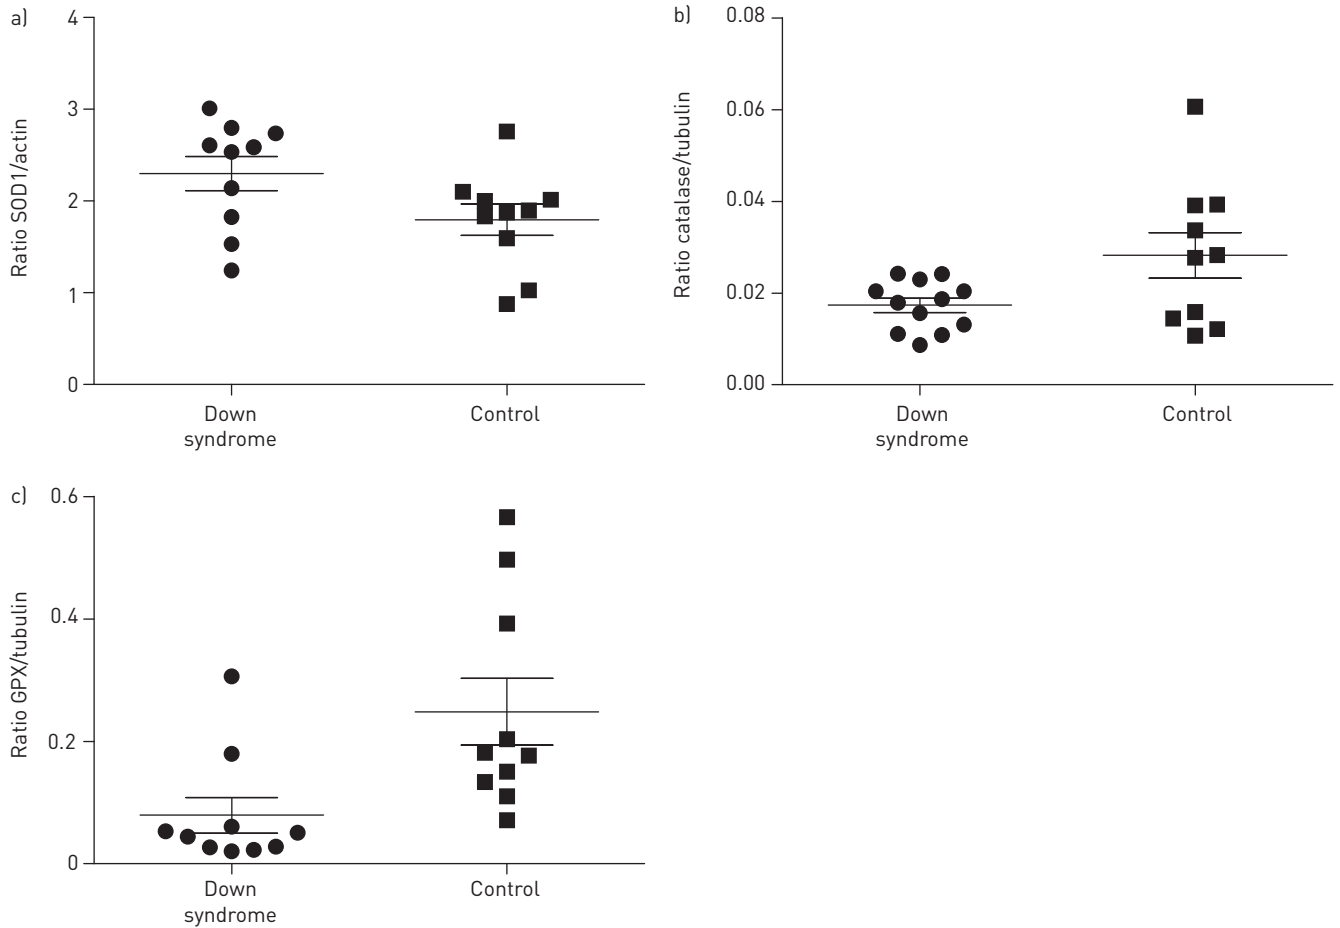 a)
4
3
2
1
0
Ratio SOD1/actin
Down
syndrome
Control
b)
0.08
0.06
0.04
0.02
0.00
Ratio catalase/tubulin
Down
syndrome
Control
c)
0.6
0.4
0.2
0
Ratio GPX/tubulin
Down
syndrome
Control